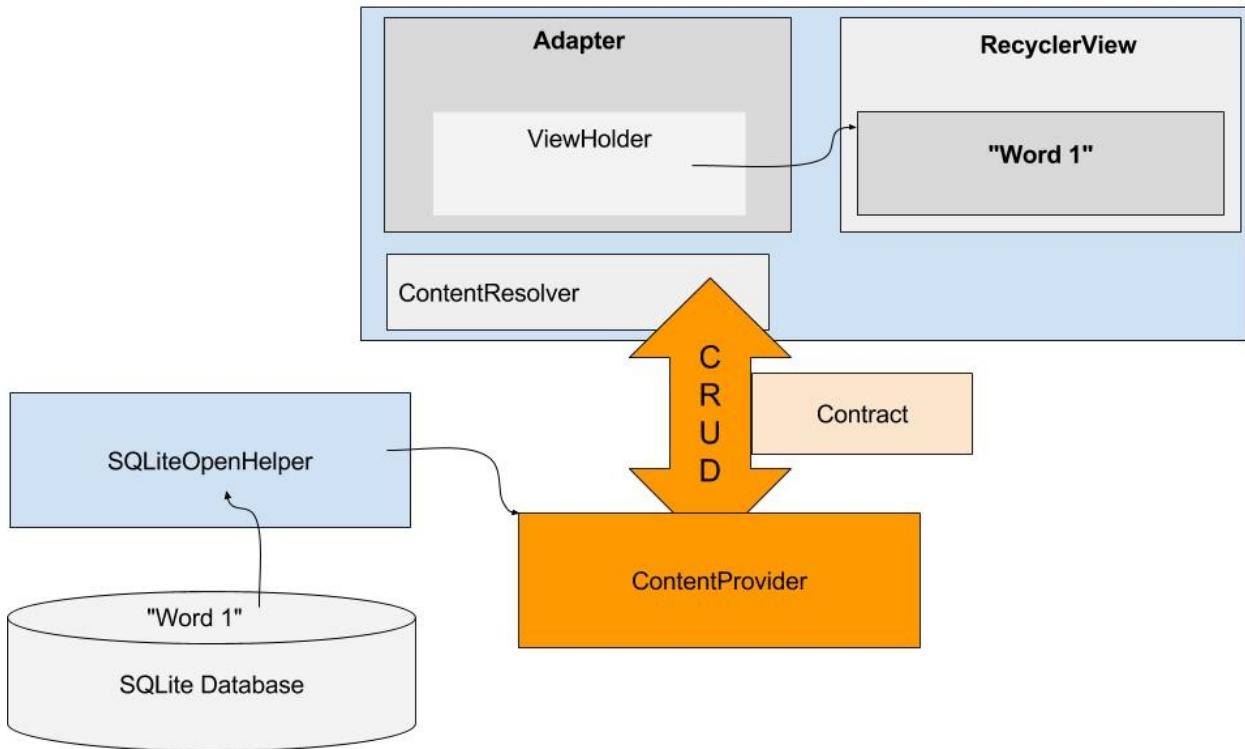 Adapter
RecyclerView
ViewHolder
"Word 1"
ContentResolver
C
R
U
D
Contract
SQLiteOpenHelper
ContentProvider
"Word 1"
SQLite Database